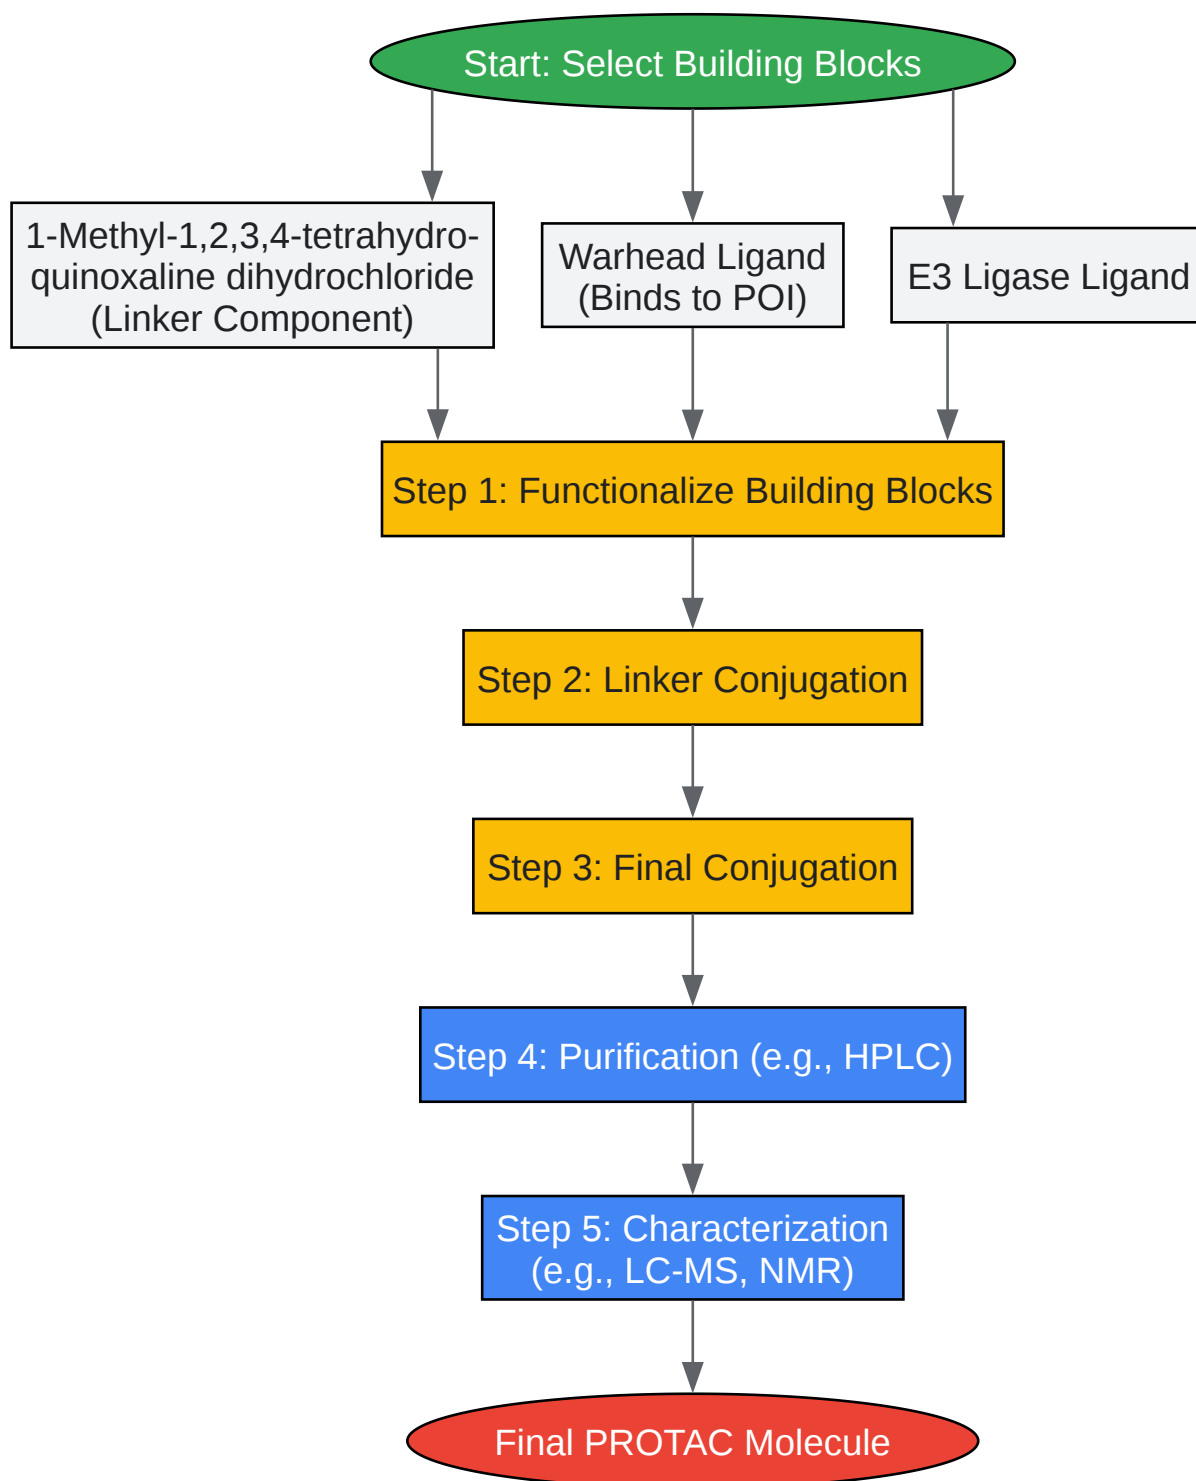 Start: Select Building Blocks
1-Methyl-1,2,3,4-tetrahydro-
quinoxaline dihydrochloride
(Linker Component)
Warhead Ligand
(Binds to POI)
E3 Ligase Ligand
Step 1: Functionalize Building Blocks
Step 2: Linker Conjugation
Step 3: Final Conjugation
Step 4: Purification (e.g., HPLC)
Step 5: Characterization
(e.g., LC-MS, NMR)
Final PROTAC Molecule